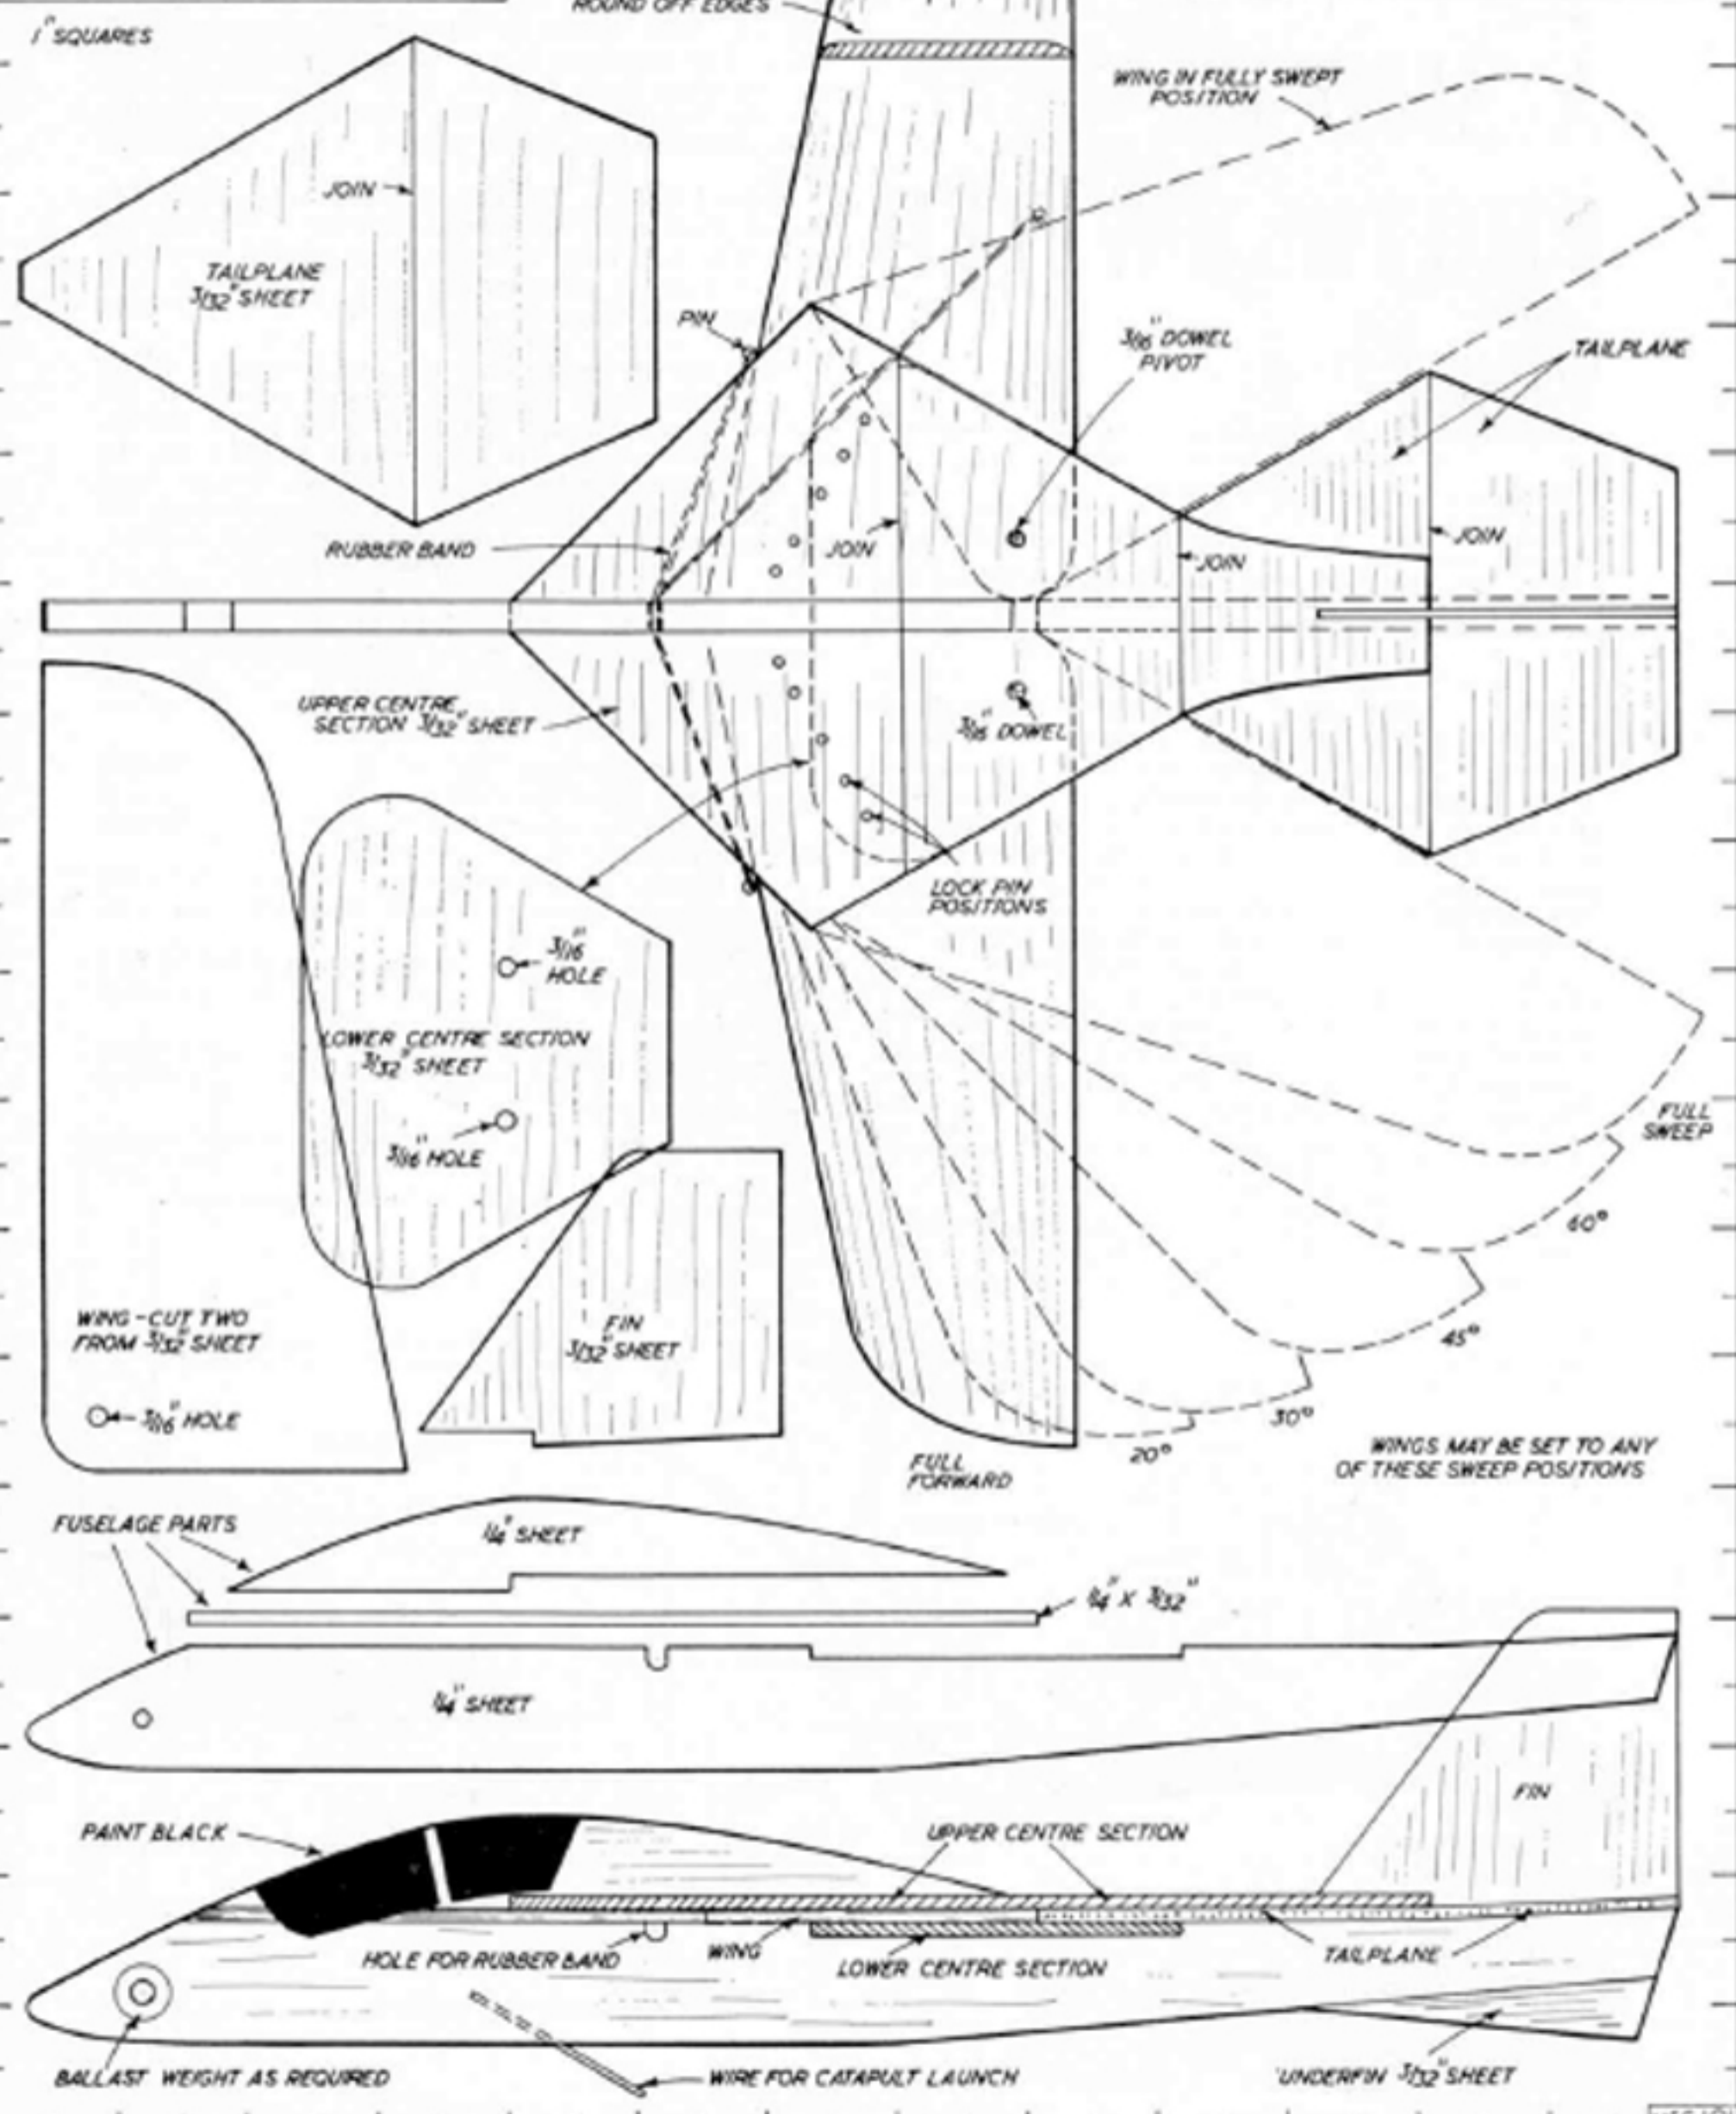 ROUND OFF EDGES
1" SQUARES
WING IN FULLY SWEPT
POSITION
JOIN
TAILPLANE
3/32" SHEET
PIN
3/16" DOWEL
PIVOT
TAILPLANE
RUBBER BAND
JOIN
JOIN
JOIN
UPPER CENTRE
SECTION 3/32" SHEET
3/16" DOWEL
LOCK PIN
POSITIONS
3/16"
HOLE
LOWER CENTRE SECTION
3/32" SHEET
3/16" HOLE
FULL
SWEEP
60°
WING - CUT TWO
FROM 3/32" SHEET
FIN
3/32" SHEET
45°
3/16" HOLE
30°
20°
FULL
FORWARD
WINGS MAY BE SET TO ANY
OF THESE SWEEP POSITIONS
FUSELAGE PARTS
1/4" SHEET
1/4" X 3/32"
1/4" SHEET
FIN
PAINT BLACK
UPPER CENTRE SECTION
HOLE FOR RUBBER BAND
WING
LOWER CENTRE SECTION
TAILPLANE
BALLAST WEIGHT AS REQUIRED
WIRE FOR CATAPULT LAUNCH
UNDERFIN 3/32" SHEET